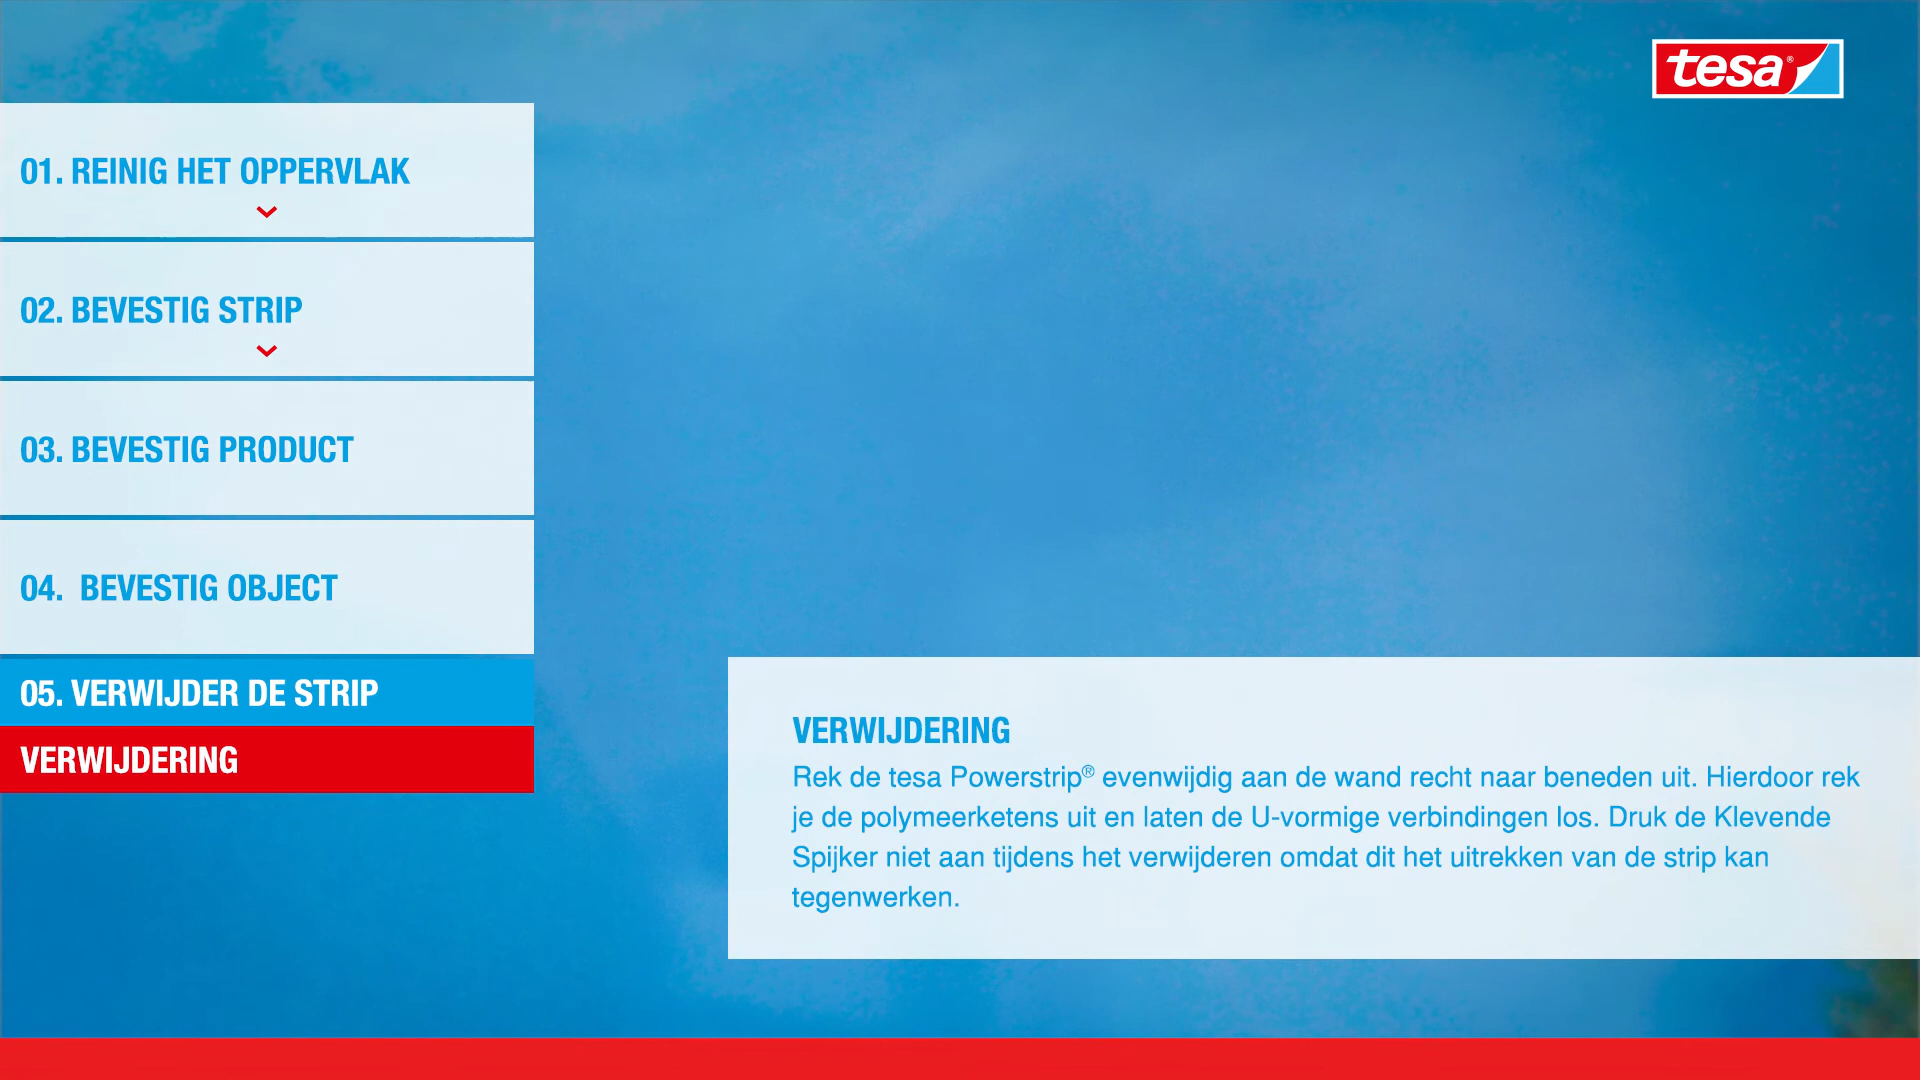 tesa®
01. REINIG HET OPPERVLAK
02. BEVESTIG STRIP
03. BEVESTIG PRODUCT
04. BEVESTIG OBJECT
05. VERWIJDER DE STRIP
VERWIJDERING
VERWIJDERING
Rek de tesa Powerstrip® evenwijdig aan de wand recht naar beneden uit. Hierdoor rek
je de polymeerketens uit en laten de U-vormige verbindingen los. Druk de Klevende
Spijker niet aan tijdens het verwijderen omdat dit het uitrekken van de strip kan
tegenwerken.